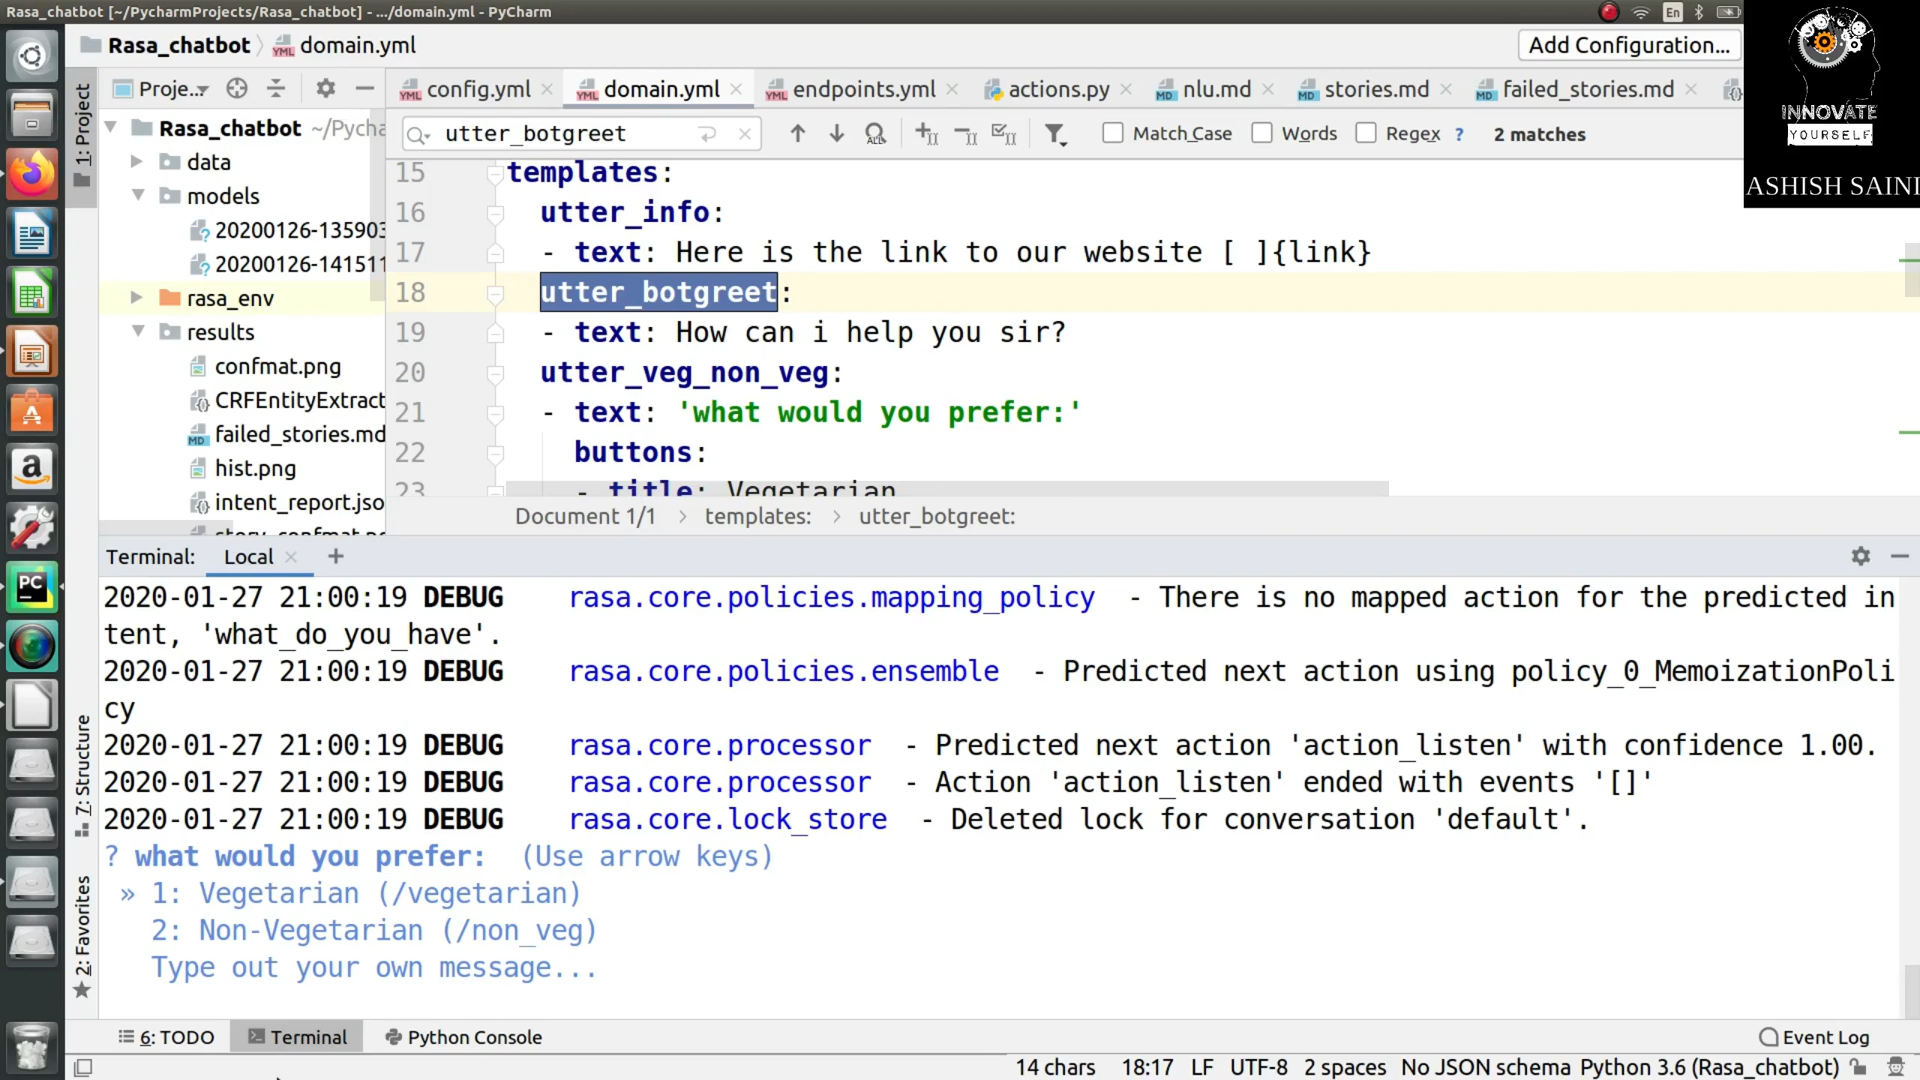 Rasa_chatbot [~/PycharmProjects/Rasa_chatbot] - .../domain.yml - PyCharm
En
Rasa_chatbot
domain.yml
Add Configuration...
INNOVATE
YOURSELF
ASHISH SAINI
1: Project
Proje...
config.yml
domain.yml
endpoints.yml
actions.py
nlu.md
stories.md
failed_stories.md
Rasa_chatbot ~/Pycha
utter_botgreet
Match Case
Words
Regex
?
2 matches
data
models
20200126-135903
20200126-141511
rasa_env
results
confmat.png
CRFEntityExtract
failed_stories.md
hist.png
intent_report.jso
15 templates:
16 utter_info:
17 - text: Here is the link to our website [ ]{link}
18 utter_botgreet:
19 - text: How can i help you sir?
20 utter_veg_non_veg:
21 - text: 'what would you prefer:'
22 buttons:
23 - title: Vegetarian
Document 1/1 > templates: > utter_botgreet:
Terminal: Local +
2020-01-27 21:00:19 DEBUG rasa.core.policies.mapping_policy - There is no mapped action for the predicted in
tent, 'what_do_you_have'.
2020-01-27 21:00:19 DEBUG rasa.core.policies.ensemble - Predicted next action using policy_0_MemoizationPoli
cy
2020-01-27 21:00:19 DEBUG rasa.core.processor - Predicted next action 'action_listen' with confidence 1.00.
2020-01-27 21:00:19 DEBUG rasa.core.processor - Action 'action_listen' ended with events '[]'
2020-01-27 21:00:19 DEBUG rasa.core.lock_store - Deleted lock for conversation 'default'.
? what would you prefer: (Use arrow keys)
» 1: Vegetarian (/vegetarian)
2: Non-Vegetarian (/non_veg)
Type out your own message...
7: Structure
2: Favorites
6: TODO
Terminal
Python Console
Event Log
14 chars 18:17 LF UTF-8 2 spaces No JSON schema Python 3.6 (Rasa_chatbot)